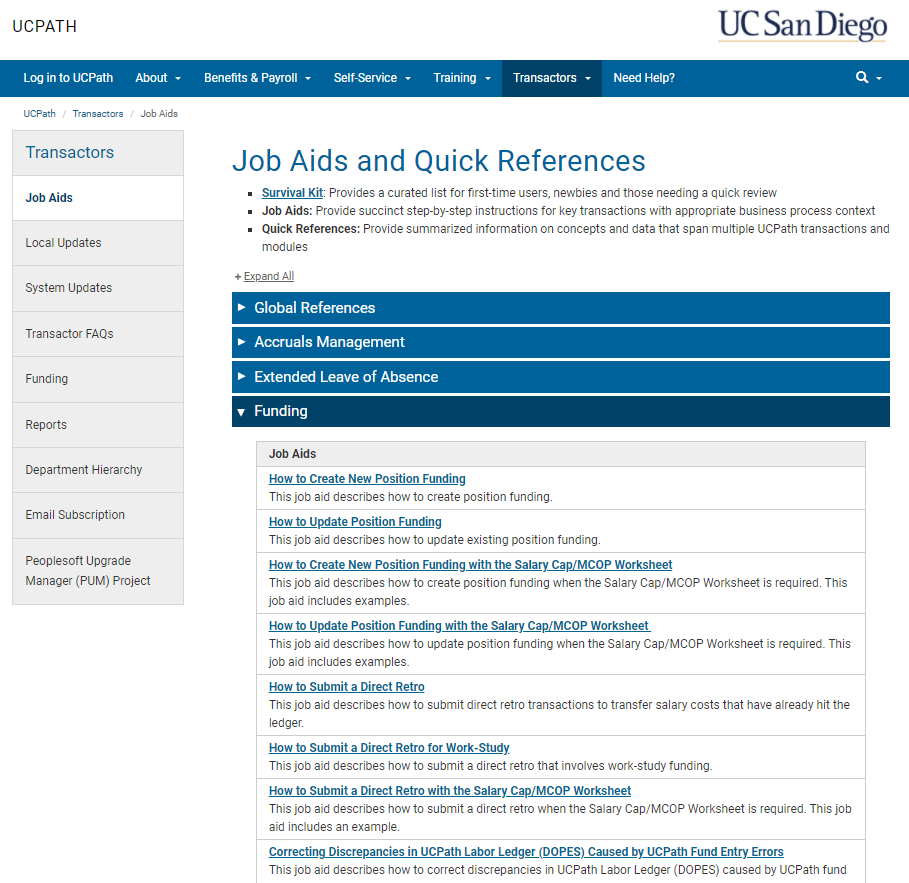 UCPATH
UC San Diego
Log in to UCPath About Benefits & Payroll Self-Service Training Transactors Need Help?
UCPath / Transactors / Job Aids
Transactors
Job Aids
Local Updates
System Updates
Transactor FAQs
Funding
Reports
Department Hierarchy
Email Subscription
Peoplesoft Upgrade
Manager (PUM) Project
Job Aids and Quick References
Survival Kit: Provides a curated list for first-time users, newbies and those needing a quick review
Job Aids: Provide succinct step-by-step instructions for key transactions with appropriate business process context
Quick References: Provide summarized information on concepts and data that span multiple UCPath transactions and
modules
+ Expand All
Global References
Accruals Management
Extended Leave of Absence
Funding
Job Aids
How to Create New Position Funding
This job aid describes how to create position funding.
How to Update Position Funding
This job aid describes how to update existing position funding.
How to Create New Position Funding with the Salary Cap/MCOP Worksheet
This job aid describes how to create position funding when the Salary Cap/MCOP Worksheet is required. This
job aid includes examples.
How to Update Position Funding with the Salary Cap/MCOP Worksheet
This job aid describes how to update position funding when the Salary Cap/MCOP Worksheet is required. This
job aid includes examples.
How to Submit a Direct Retro
This job aid describes how to submit direct retro transactions to transfer salary costs that have already hit the
ledger.
How to Submit a Direct Retro for Work-Study
This job aid describes how to submit a direct retro that involves work-study funding.
How to Submit a Direct Retro with the Salary Cap/MCOP Worksheet
This job aid describes how to submit a direct retro when the Salary Cap/MCOP Worksheet is required. This job
aid includes an example.
Correcting Discrepancies in UCPath Labor Ledger (DOPES) Caused by UCPath Fund Entry Errors
This job aid describes how to correct discrepancies in UCPath Labor Ledger (DOPES) caused by UCPath fund